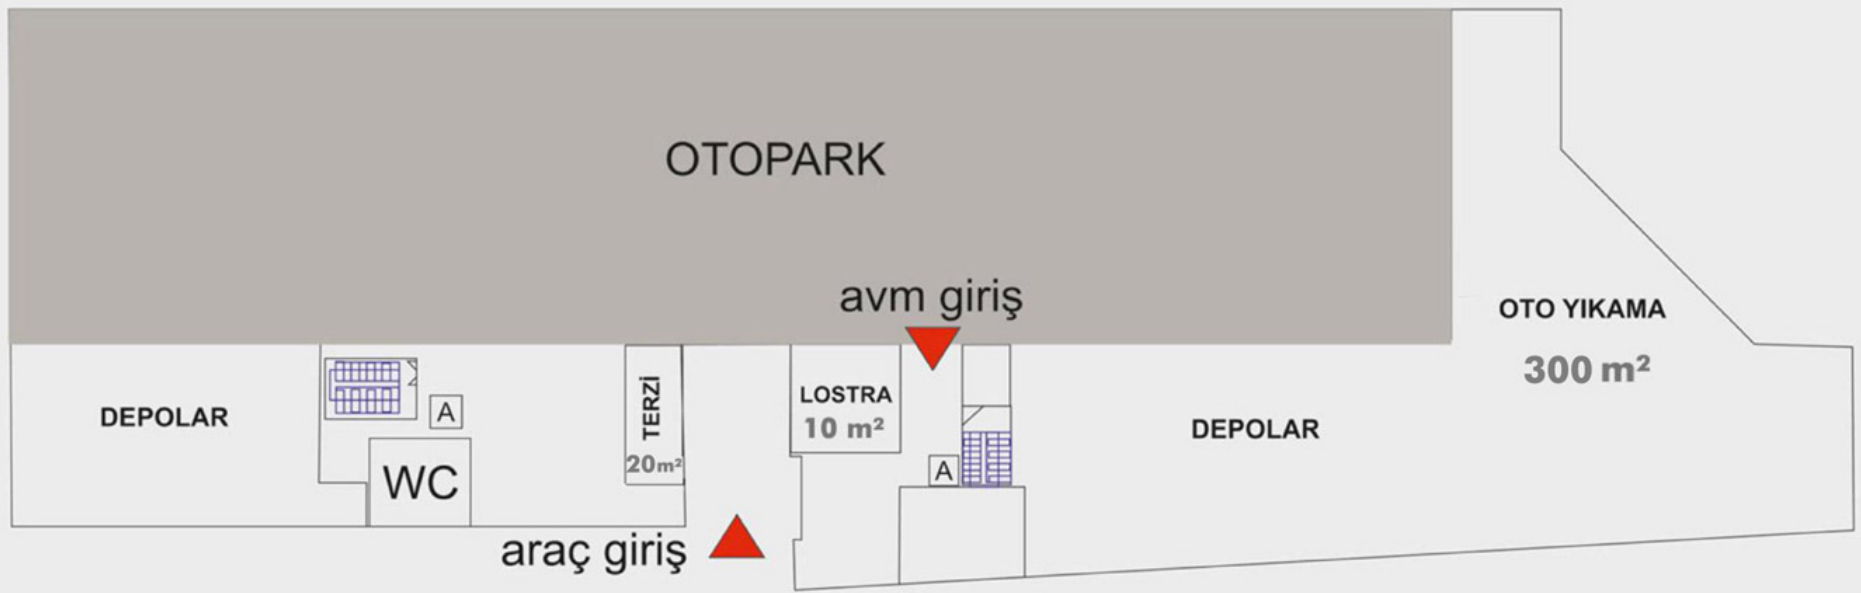 OTOPARK
avm giriş
OTO YIKAMA
300 m²
DEPOLAR
A
WC
TERZİ
20m²
LOSTRA
10 m²
A
DEPOLAR
araç giriş